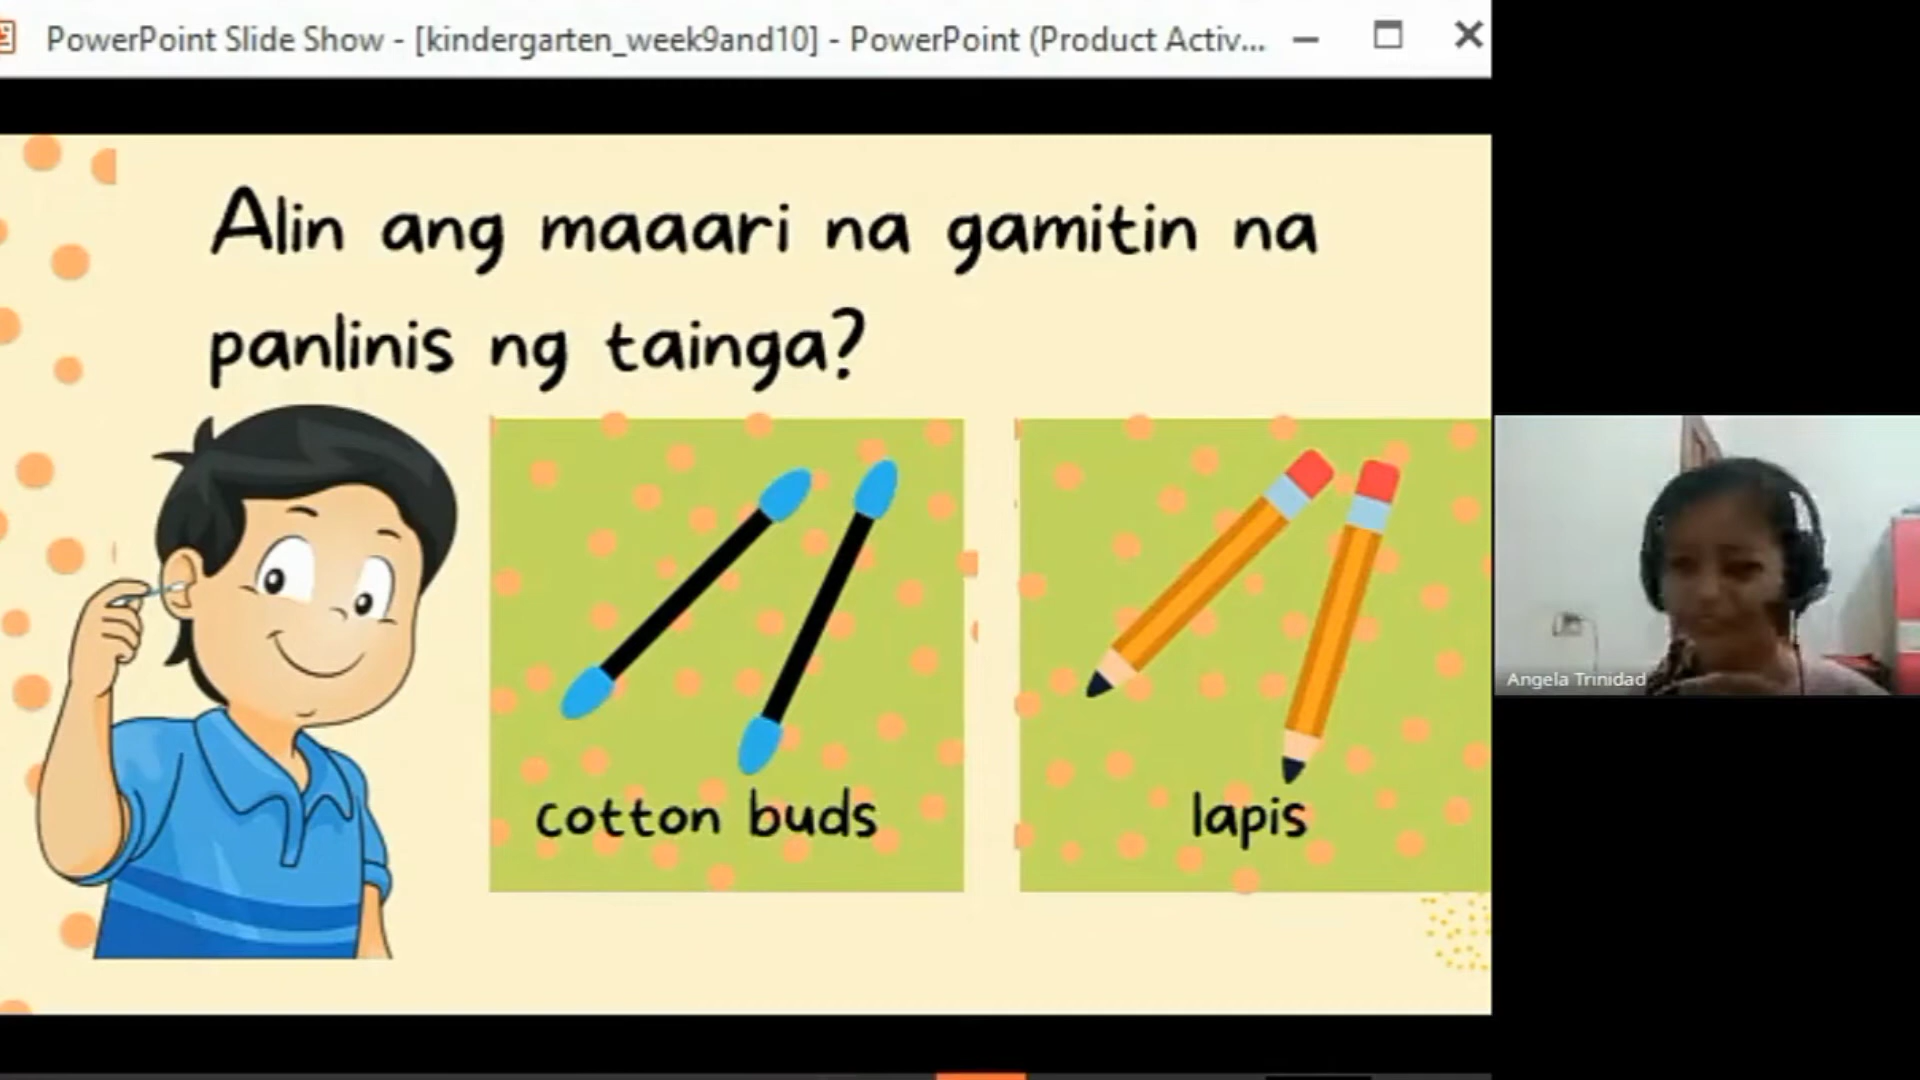 PowerPoint Slide Show - [kindergarten_week9and10] - PowerPoint (Product Activ...
Alin ang maaari na gamitin na
panlinis ng tainga?
cotton buds
lapis
Angela Trinidad